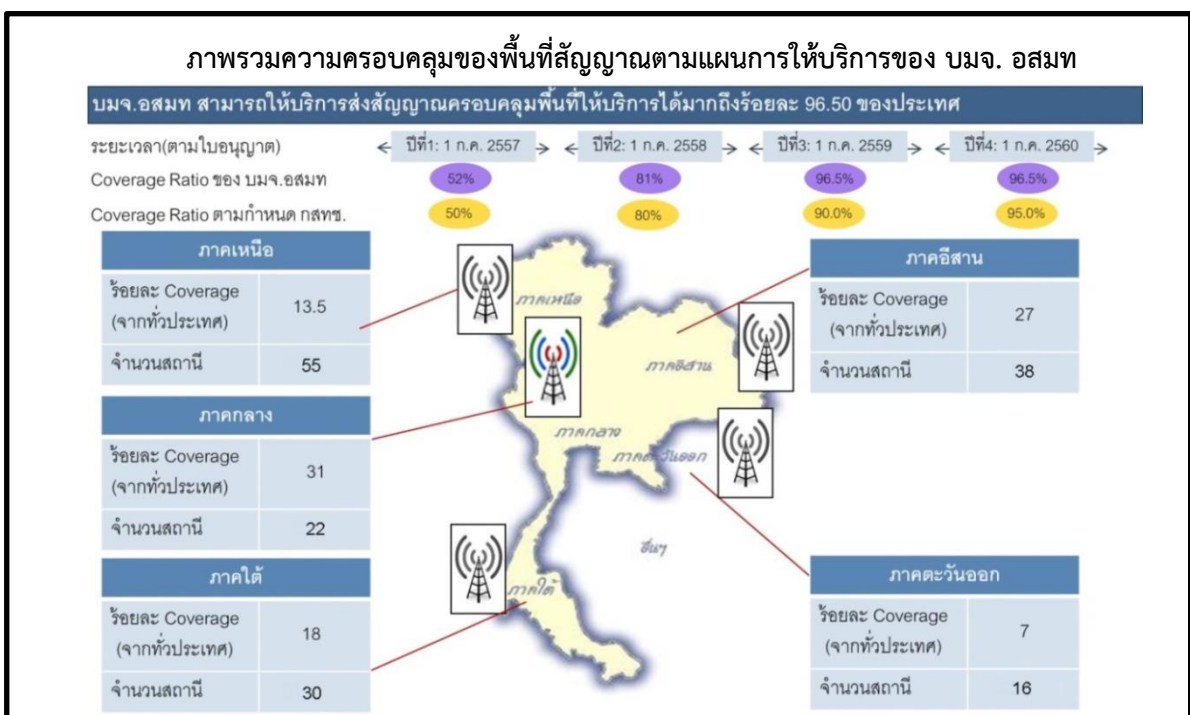 ภาพรวมความครอบคลุมของพื้นที่สัญญาณตามแผนการให้บริการของ บมจ. อสมท
บมจ.อสมท สามารถให้บริการส่งสัญญาณครอบคลุมพื้นที่ให้บริการได้มากถึงร้อยละ 96.50 ของประเทศ
ระยะเวลา(ตามใบอนุญาต) ปีที่1: 1 ก.ค. 2557 ปีที่2: 1 ก.ค. 2558 ปีที่3: 1 ก.ค. 2559 ปีที่4: 1 ก.ค. 2560
Coverage Ratio ของ บมจ.อสมท 52% 81% 96.5% 96.5%
Coverage Ratio ตามกำหนด กสทช. 50% 80% 90.0% 95.0%
ภาคเหนือ
ร้อยละ Coverage
(จากทั่วประเทศ)
13.5
จำนวนสถานี 55
ภาคกลาง
ร้อยละ Coverage
(จากทั่วประเทศ)
31
จำนวนสถานี 22
ภาคใต้
ร้อยละ Coverage
(จากทั่วประเทศ)
18
จำนวนสถานี 30
ภาคเหนือ
ภาคอีสาน
ภาคกลาง
ภาคตะวันออก
อื่นๆ
ภาคใต้
ภาคอีสาน
ร้อยละ Coverage
(จากทั่วประเทศ)
27
จำนวนสถานี 38
ภาคตะวันออก
ร้อยละ Coverage
(จากทั่วประเทศ)
7
จำนวนสถานี 16